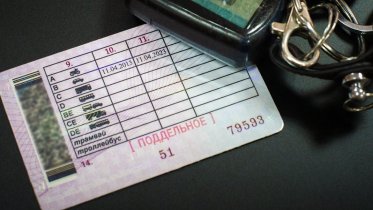 9. 10. 11.
A
B 11.04.2013 11.04.2023
C
D
BE
CE
DE
трамвай
троллейбус
ПОДДЕЛЬНОЕ
14. 51 79593